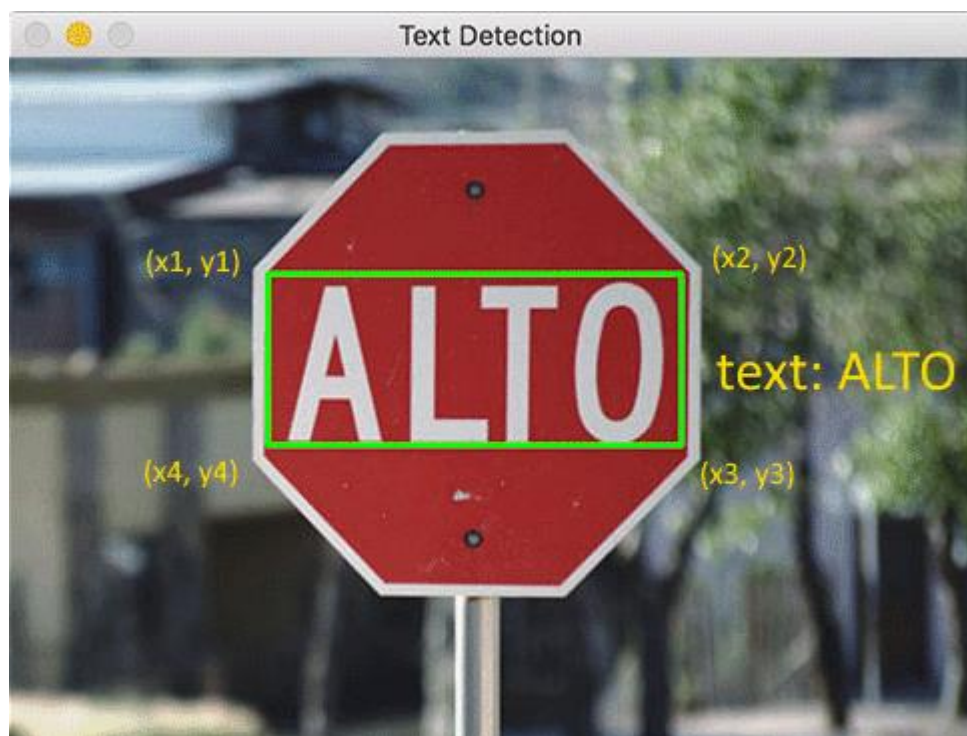 Text Detection
(x1, y1)
(x2, y2)
ALTO
text: ALTO
(x4, y4)
(x3, y3)